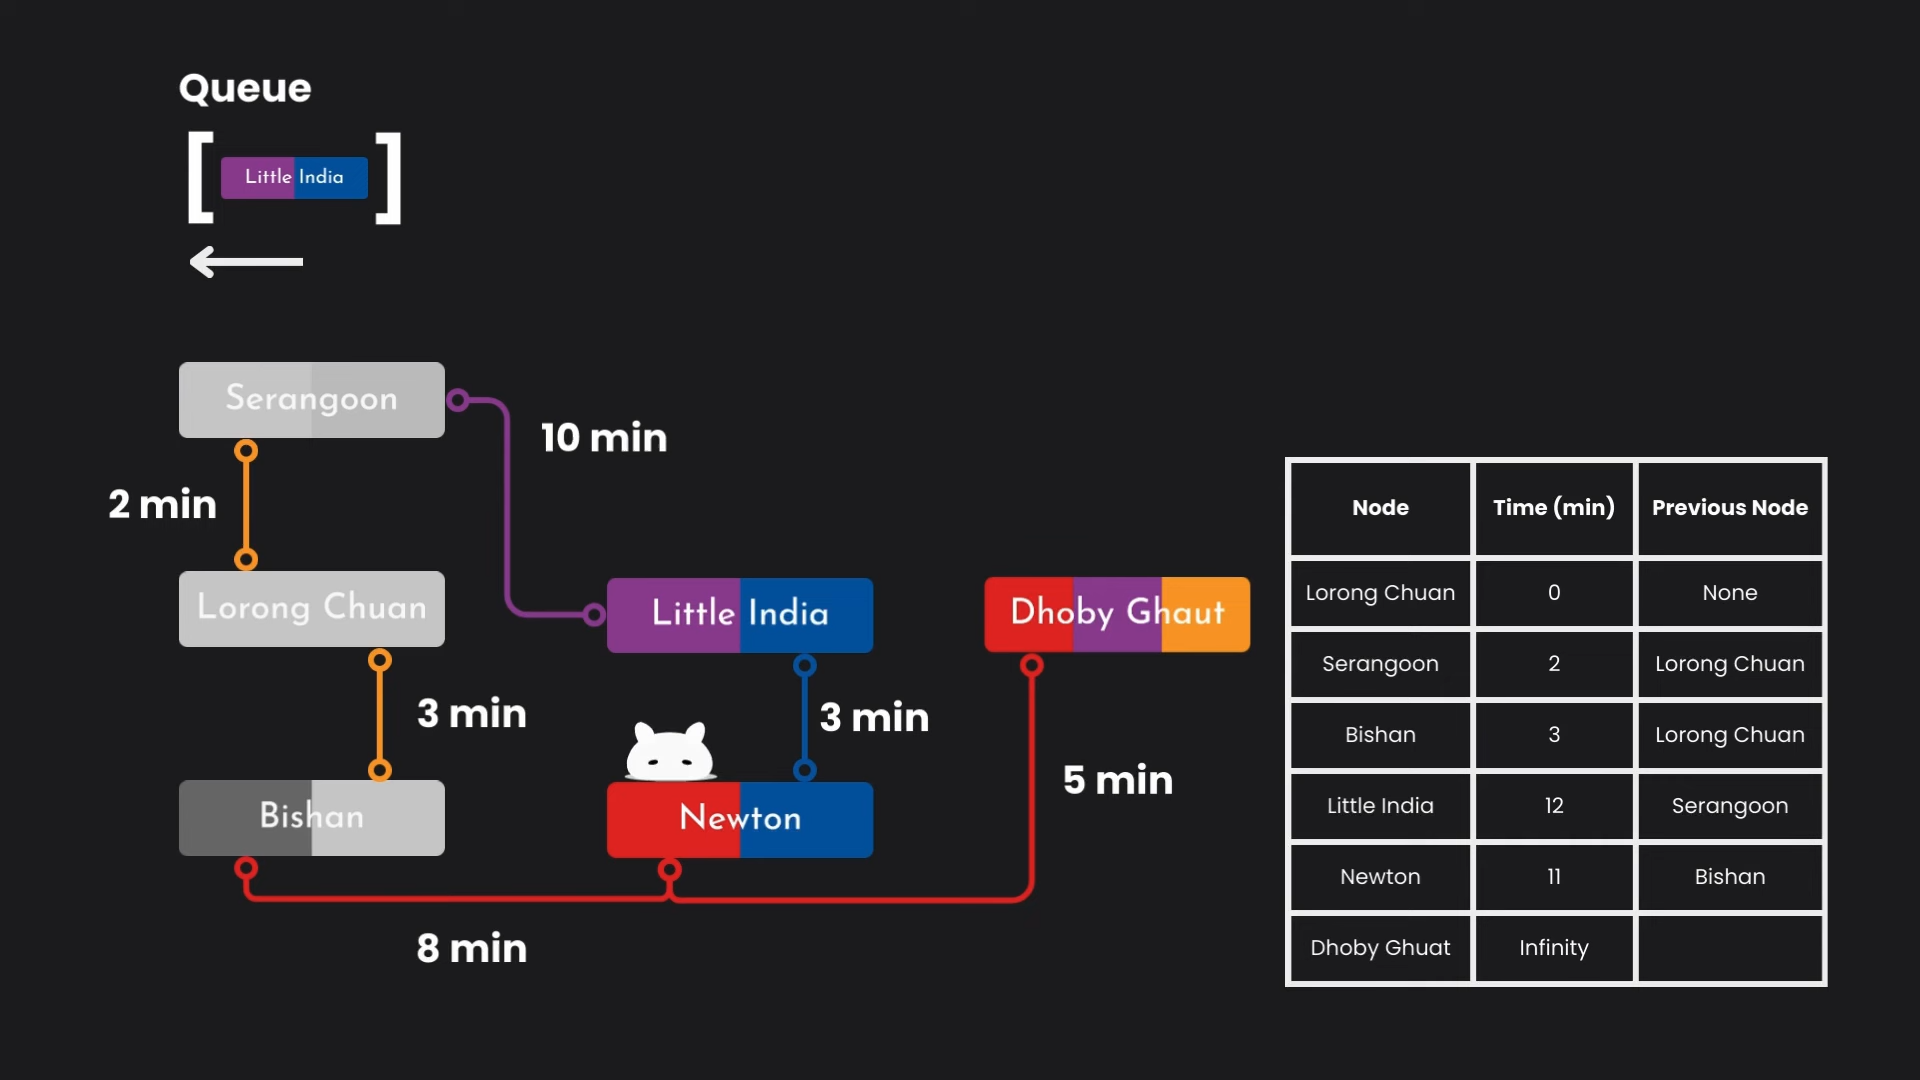 Queue
[ Little India ]
Serangoon
10 min
2 min
Lorong Chuan
Little India
Dhoby Ghaut
3 min
3 min
5 min
Bishan
Newton
8 min
Node Time (min) Previous Node
Lorong Chuan 0 None
Serangoon 2 Lorong Chuan
Bishan 3 Lorong Chuan
Little India 12 Serangoon
Newton 11 Bishan
Dhoby Ghuat Infinity